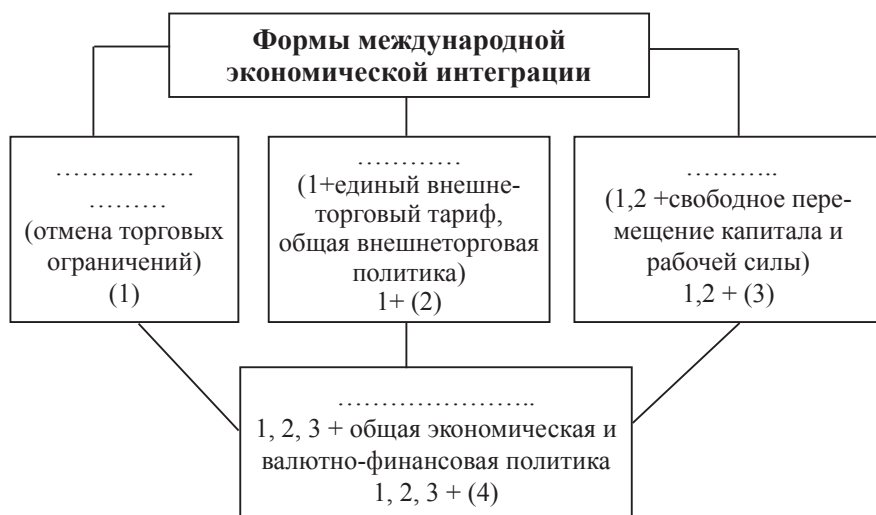 Формы международной
экономической интеграции
…………….
………
(отмена торговых
ограничений)
(1)
…………
(1+единый внешне-
торговый тариф,
общая внешнеторговая
политика)
1+ (2)
………..
(1,2 +свободное пере-
мещение капитала и
рабочей силы)
1,2 + (3)
…………………..
1, 2, 3 + общая экономическая и
валютно-финансовая политика
1, 2, 3 + (4)